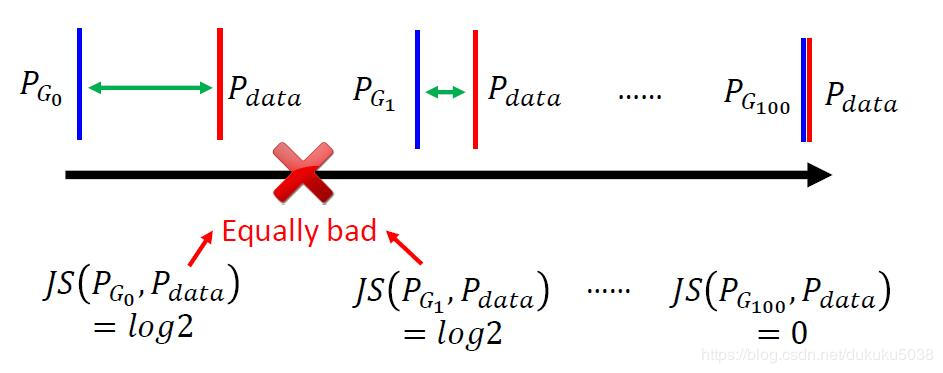 P_{G_0} P_{data} P_{G_1} P_{data} …… P_{G_{100}} P_{data}
Equally bad
JS(P_{G_0}, P_{data}) JS(P_{G_1}, P_{data}) …… JS(P_{G_{100}}, P_{data})
= log2 = log2 = 0
https://blog.csdn.net/dukuku5038